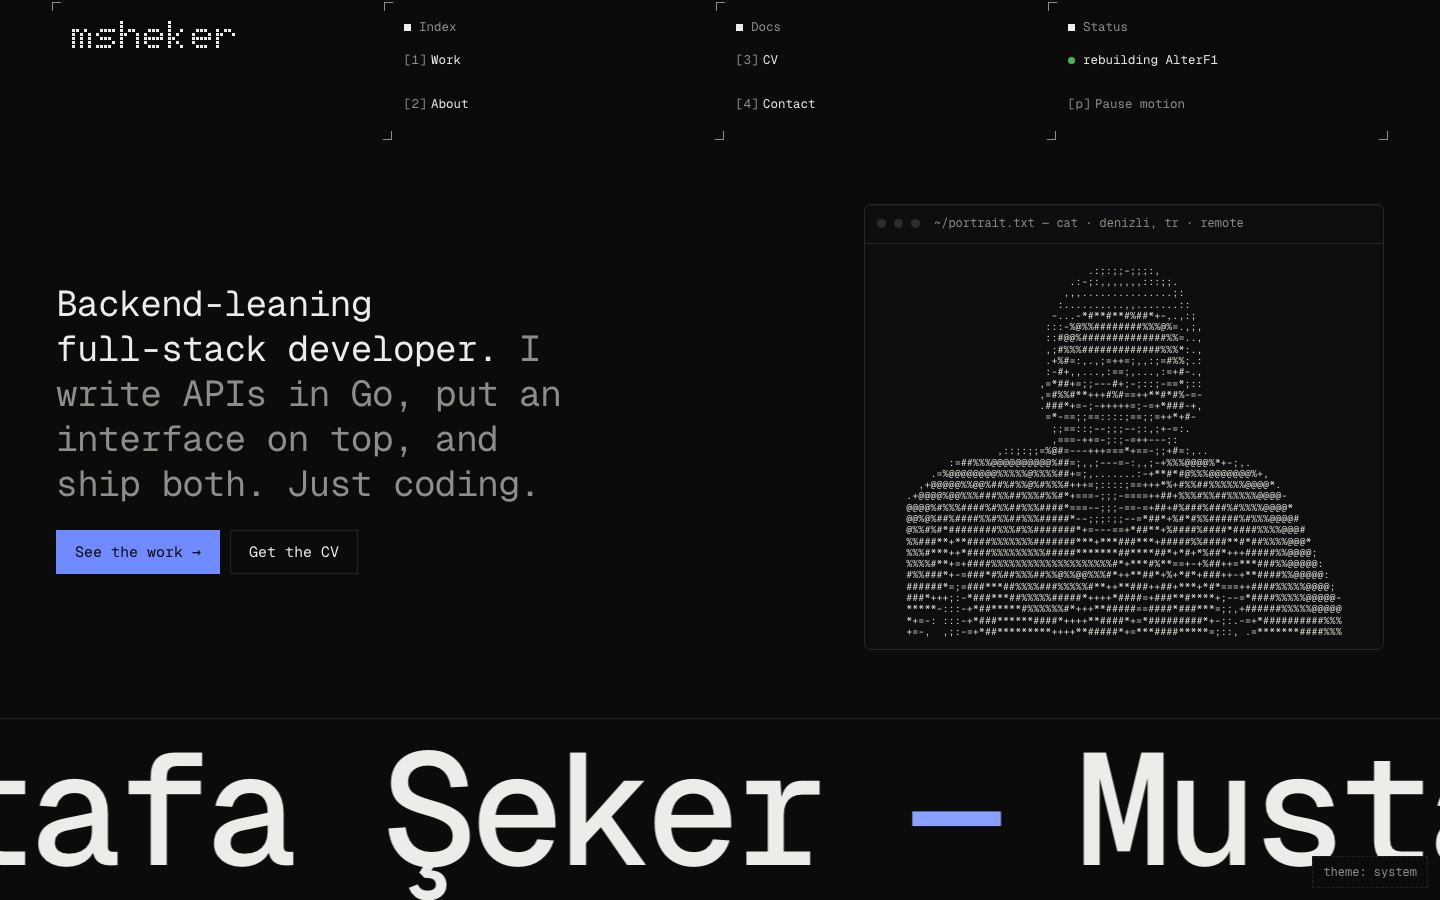 msheker
Index
[1] Work
[2] About
Docs
[3] CV
[4] Contact
Status
rebuilding AlterF1
[p] Pause motion
Backend-leaning
full-stack developer. I
write APIs in Go, put an
interface on top, and
ship both. Just coding.
See the work →
Get the CV
~/portrait.txt — cat · denizli, tr · remote
tafa Şeker — Musta
theme: system